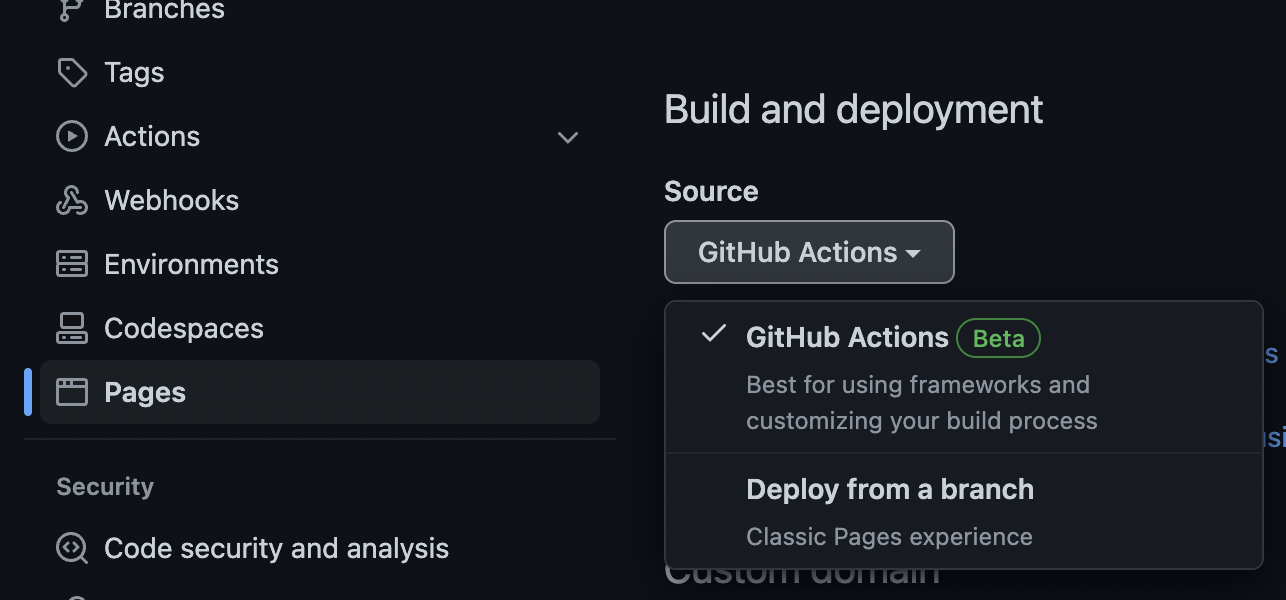 Branches
Tags
Actions
Webhooks
Environments
Codespaces
Pages
Security
Code security and analysis
Build and deployment
Source
GitHub Actions
GitHub Actions Beta
Best for using frameworks and
customizing your build process
Deploy from a branch
Classic Pages experience
Custom domain